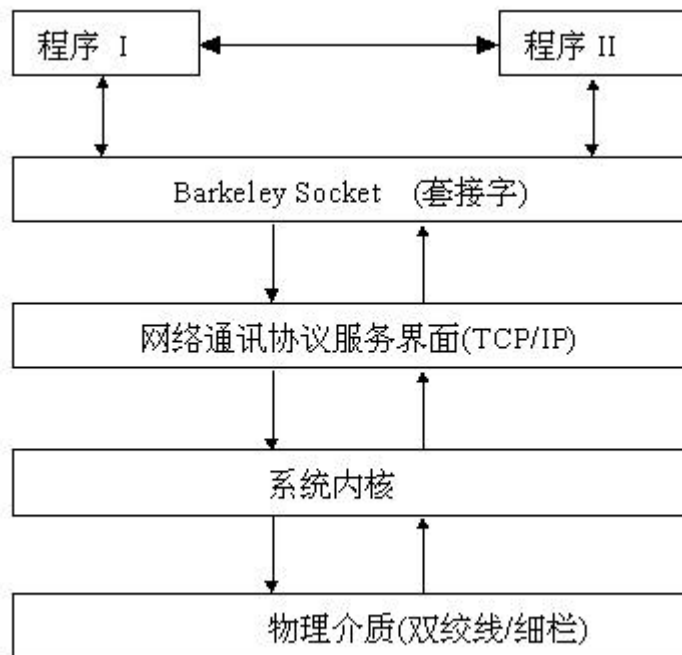 程序 I
程序 II
Barkeley Socket (套接字)
网络通讯协议服务界面(TCP/IP)
系统内核
物理介质(双绞线/细栏)